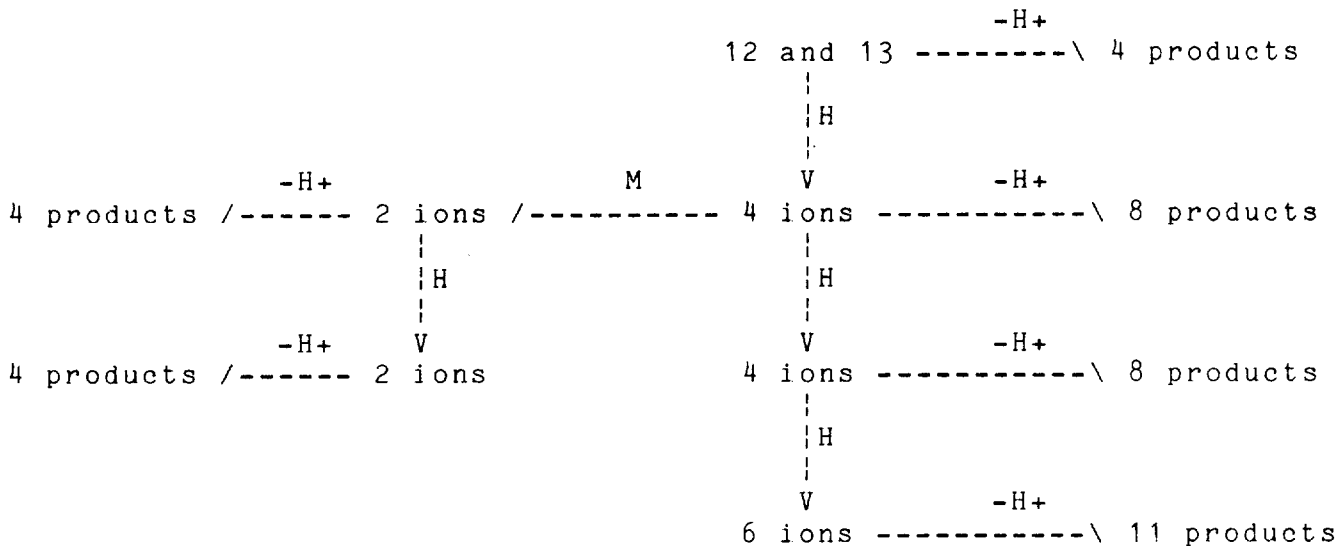 -H+
12 and 13 --------\ 4 products
H
-H+ M V -H+
4 products /------ 2 ions /---------- 4 ions -----------\ 8 products
H H
-H+ V V -H+
4 products /------ 2 ions 4 ions -----------\ 8 products
H
V -H+
6 ions -----------\ 11 products